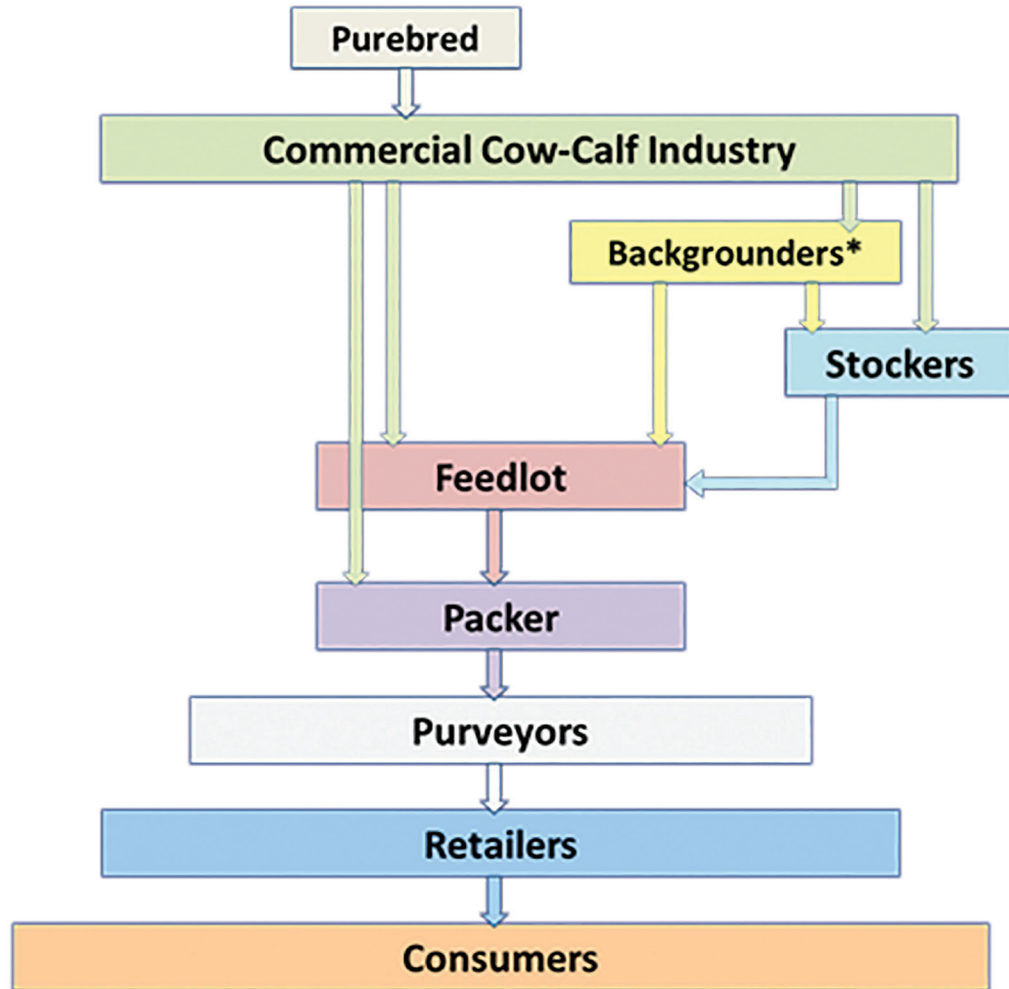 Purebred
Commercial Cow-Calf Industry
Backgrounders*
Stockers
Feedlot
Packer
Purveyors
Retailers
Consumers